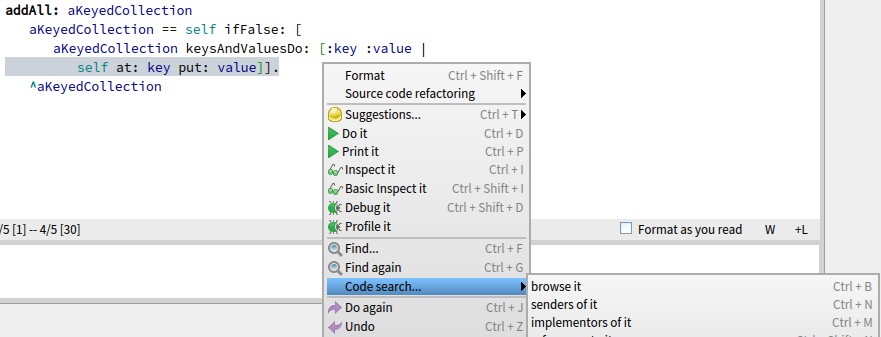 addAll: aKeyedCollection
aKeyedCollection == self ifFalse: [
aKeyedCollection keysAndValuesDo: [:key :value |
self at: key put: value]].
^aKeyedCollection
Format Ctrl + Shift + F
Source code refactoring
Suggestions... Ctrl + T
Do it Ctrl + D
Print it Ctrl + P
Inspect it Ctrl + I
Basic Inspect it Ctrl + Shift + I
Debug it Ctrl + Shift + D
Profile it
/5 [1] -- 4/5 [30]
Format as you read W +L
Find... Ctrl + F
Find again Ctrl + G
Code search...
browse it Ctrl + B
senders of it Ctrl + N
Do again Ctrl + J
implementors of it Ctrl + M
Undo Ctrl + Z